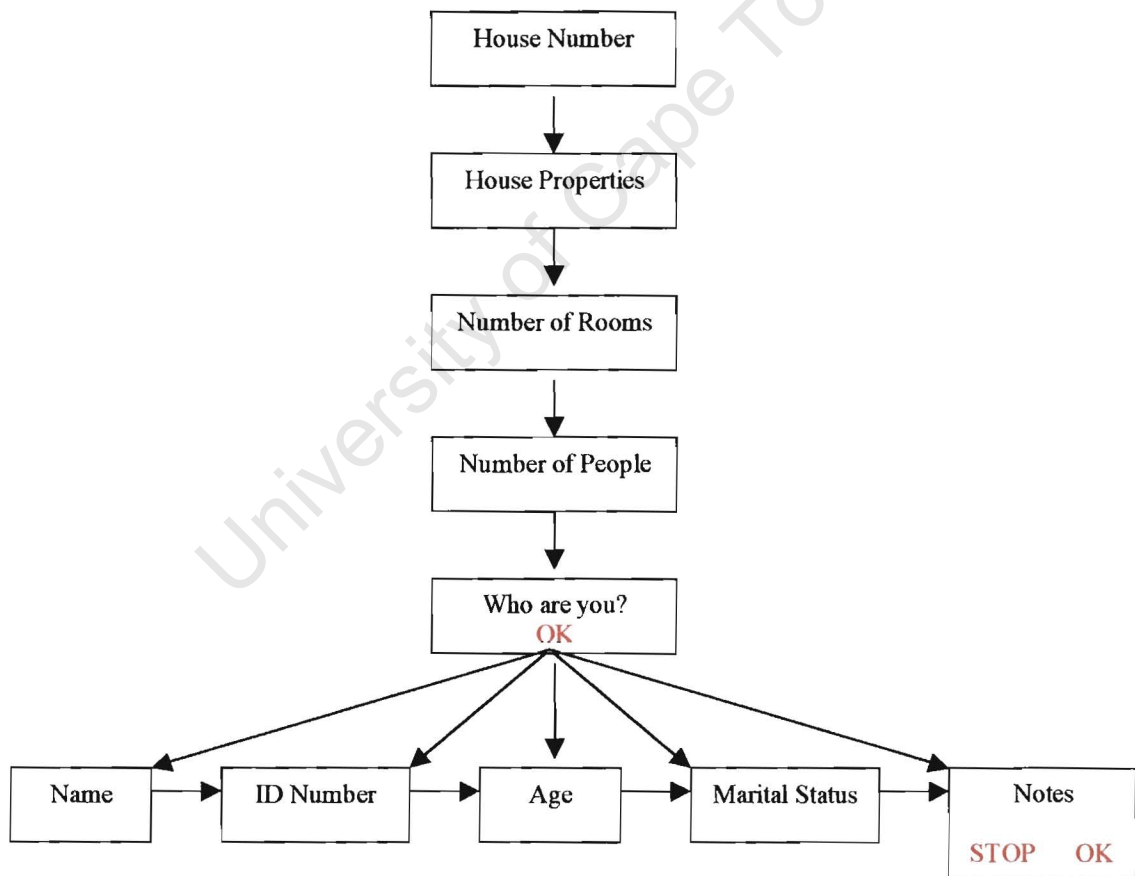 House Number
University of Cape To
House Properties
Number of Rooms
Number of People
Who are you?
OK
Name
ID Number
Age
Marital Status
Notes
STOP OK